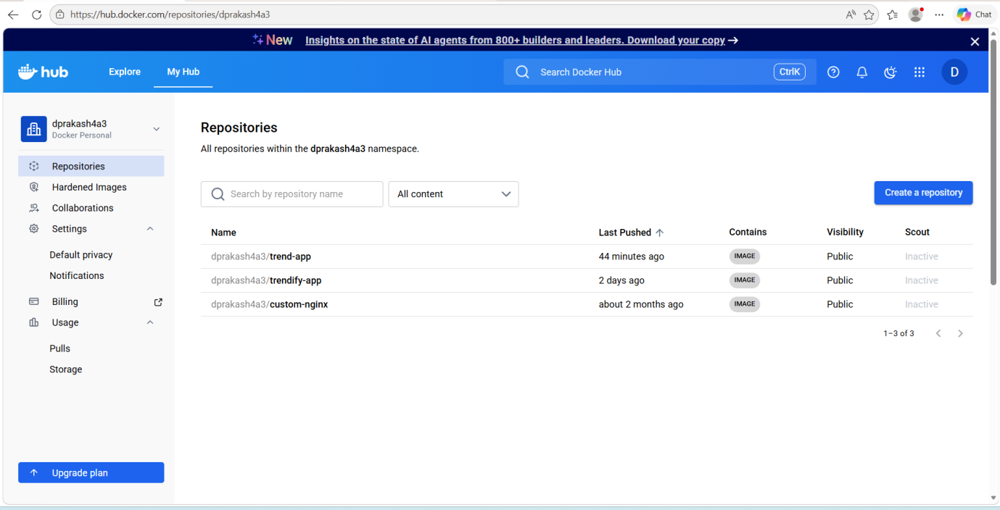 https://hub.docker.com/repositories/dprakash4a3 A Chat
New Insights on the state of AI agents from 800+ builders and leaders. Download your copy →
hub Explore My Hub Search Docker Hub CtrlK D
dprakash4a3
Docker Personal
Repositories
Hardened Images
Collaborations
Settings
Default privacy
Notifications
Billing
Usage
Pulls
Storage
Upgrade plan
Repositories
All repositories within the dprakash4a3 namespace.
Search by repository name All content Create a repository
Name Last Pushed Contains Visibility Scout
dprakash4a3/trend-app 44 minutes ago IMAGE Public Inactive
dprakash4a3/trendify-app 2 days ago IMAGE Public Inactive
dprakash4a3/custom-nginx about 2 months ago IMAGE Public Inactive
1–3 of 3